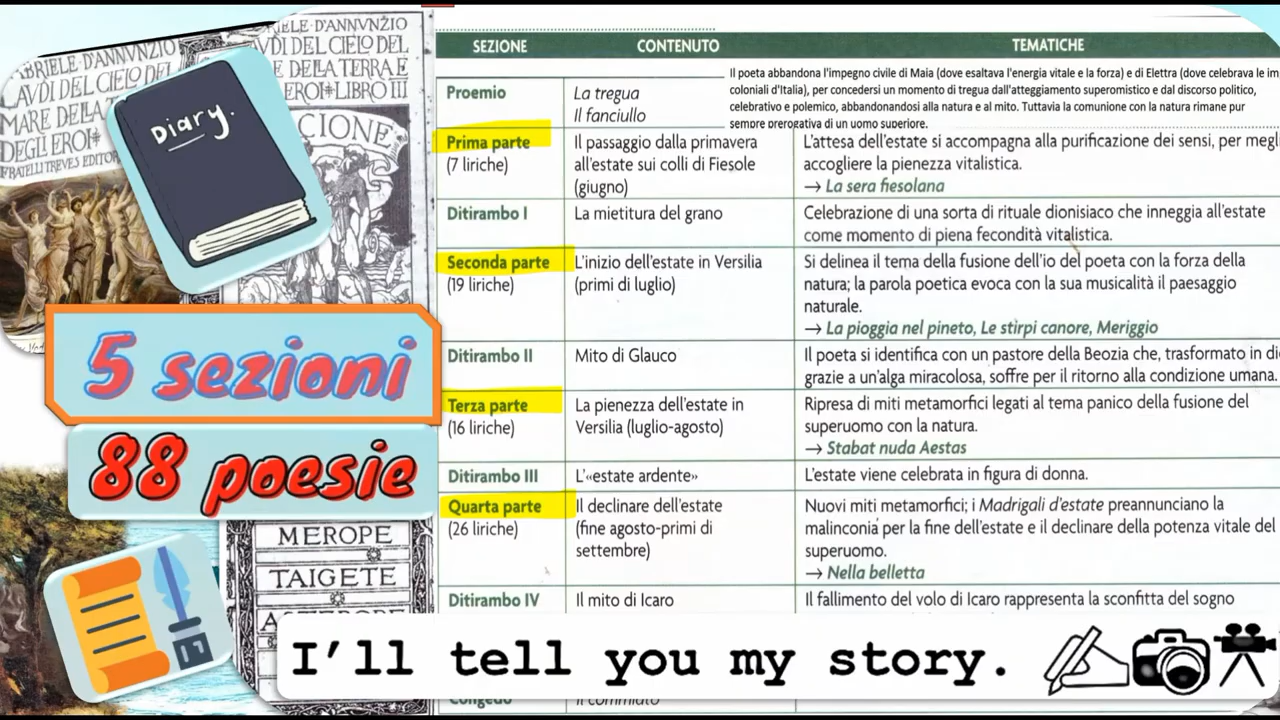 BRIELE D'ANNVNZIO
LAVDI DEL CIELO DEL
MARE DELLA
DEGLI EROI
FRATELLI TREVES EDITOR
RIELE·D'ANNVNZIO
VDI DEL CIELO DEL
E DELLA TERRA E
EROI LIBRO III
CIONE
Diary.
5 sezioni
88 poesie
MEROPE
TAIGETE
SEZIONE CONTENUTO TEMATICHE
Il poeta abbandona l'impegno civile di Maia (dove esaltava l'energia vitale e la forza) e di Elettra (dove celebrava le im
coloniali d'Italia), per concedersi un momento di tregua dall'atteggiamento superomistico e dal discorso politico,
celebrativo e polemico, abbandonandosi alla natura e al mito. Tuttavia la comunione con la natura rimane pur
sempre prerogativa di un uomo superiore.
Proemio La tregua
Il fanciullo
Prima parte Il passaggio dalla primavera L'attesa dell'estate si accompagna alla purificazione dei sensi, per megl
(7 liriche) all'estate sui colli di Fiesole accogliere la pienezza vitalistica.
(giugno) → La sera fiesolana
Ditirambo I La mietitura del grano Celebrazione di una sorta di rituale dionisiaco che inneggia all'estate
come momento di piena fecondità vitalistica.
Seconda parte L'inizio dell'estate in Versilia Si delinea il tema della fusione dell'io del poeta con la forza della
(19 liriche) (primi di luglio) natura; la parola poetica evoca con la sua musicalità il paesaggio
naturale.
→ La pioggia nel pineto, Le stirpi canore, Meriggio
Ditirambo II Mito di Glauco Il poeta si identifica con un pastore della Beozia che, trasformato in di
grazie a un'alga miracolosa, soffre per il ritorno alla condizione umana.
Terza parte La pienezza dell'estate in Ripresa di miti metamorfici legati al tema panico della fusione del
(16 liriche) Versilia (luglio-agosto) superuomo con la natura.
→ Stabat nuda Aestas
Ditirambo III L'«estate ardente» L'estate viene celebrata in figura di donna.
Quarta parte Il declinare dell'estate Nuovi miti metamorfici; i Madrigali d'estate preannunciano la
(26 liriche) (fine agosto-primi di malinconia per la fine dell'estate e il declinare della potenza vitale del
settembre) superuomo.
→ Nella belletta
Ditirambo IV Il mito di Icaro Il fallimento del volo di Icaro rappresenta la sconfitta del sogno
I'll tell you my story.
Congedo Il commiato